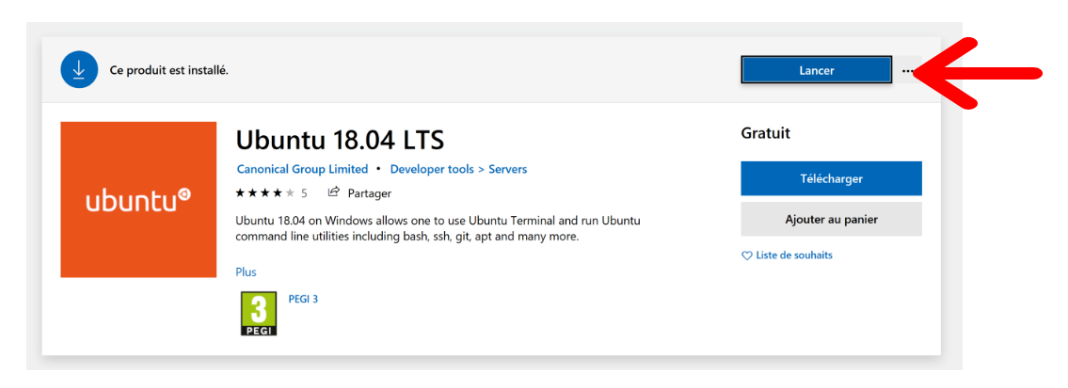 Ce produit est installé.
Lancer
...
Ubuntu 18.04 LTS
Gratuit
Canonical Group Limited • Developer tools > Servers
Télécharger
★★★★★ 5 Partager
ubuntu
Ubuntu 18.04 on Windows allows one to use Ubuntu Terminal and run Ubuntu
command line utilities including bash, ssh, git, apt and many more.
Ajouter au panier
Liste de souhaits
Plus
3
PEGI
PEGI 3